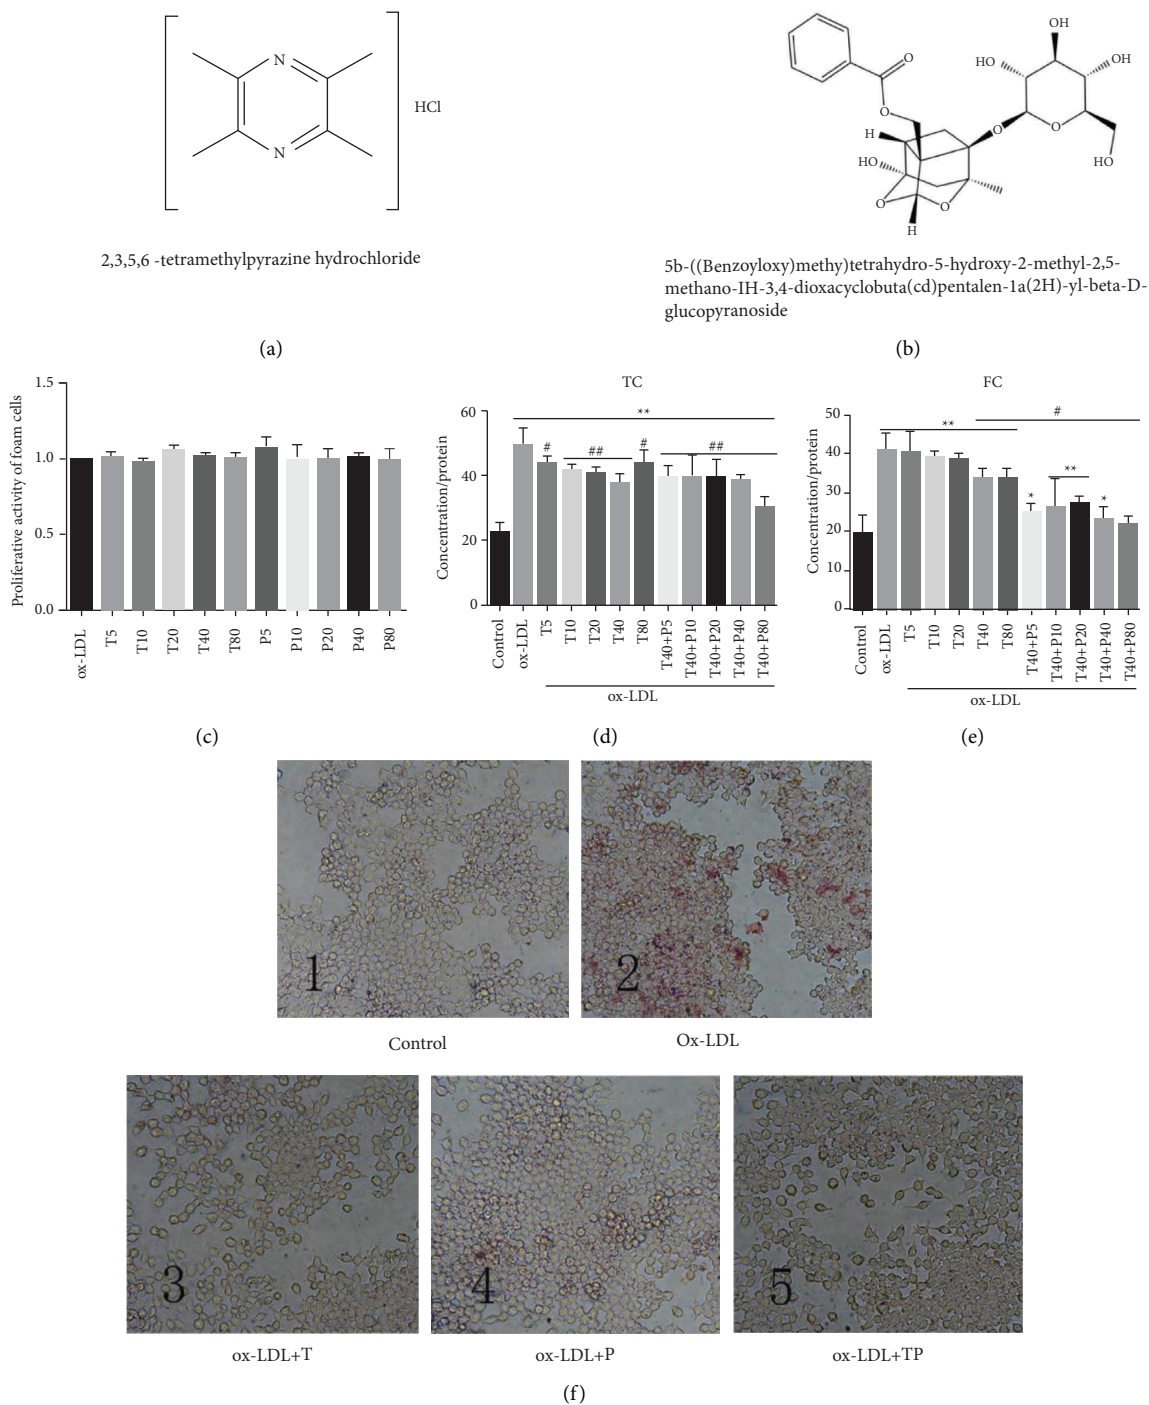 N
N
HCl
2,3,5,6 -tetramethylpyrazine hydrochloride
(a)
O
O
H
HO
O
O
H
O
O
HO
OH
OH
HO
5b-((Benzoyloxy)methy)tetrahydro-5-hydroxy-2-methyl-2,5-
methano-IH-3,4-dioxacyclobuta(cd)pentalen-1a(2H)-yl-beta-D-
glucopyranoside
(b)
Proliferative activity of foam cells
1.5
1.0
0.5
0.0
ox-LDL
T5
T10
T20
T40
T80
P5
P10
P20
P40
P80
(c)
TC
Concentration/protein
60
40
20
0
**
#
##
#
##
Control
ox-LDL
T5
T10
T20
T40
T80
T40+P5
T40+P10
T40+P20
T40+P40
T40+P80
ox-LDL
(d)
FC
Concentration/protein
50
40
30
20
10
0
**
#
*
**
*
Control
ox-LDL
T5
T10
T20
T40
T80
T40+P5
T40+P10
T40+P20
T40+P40
T40+P80
ox-LDL
(e)
1
2
Control
Ox-LDL
3
4
5
ox-LDL+T
ox-LDL+P
ox-LDL+TP
(f)